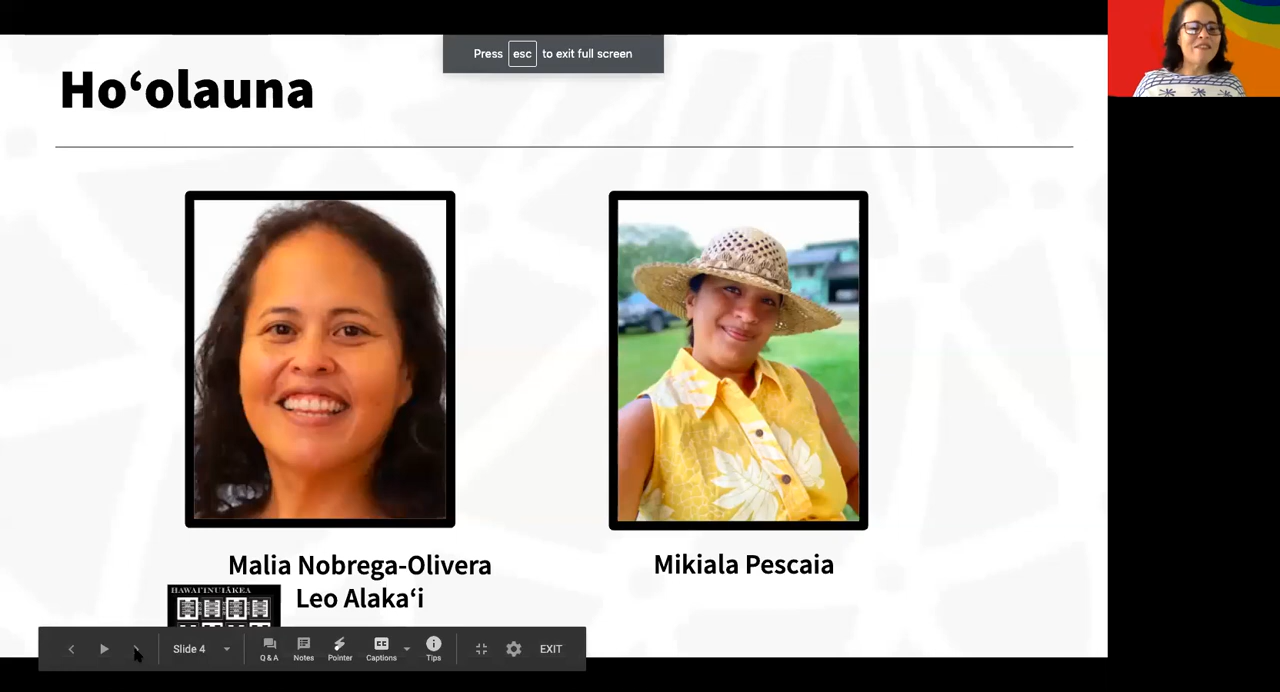 Press esc to exit full screen
Hoʻolauna
Malia Nobrega-Olivera
Leo Alakaʻi
Mikiala Pescaia
HAWAIʻINUIĀKEA
Slide 4
Q & A
Notes
Pointer
CC
Captions
Tips
EXIT